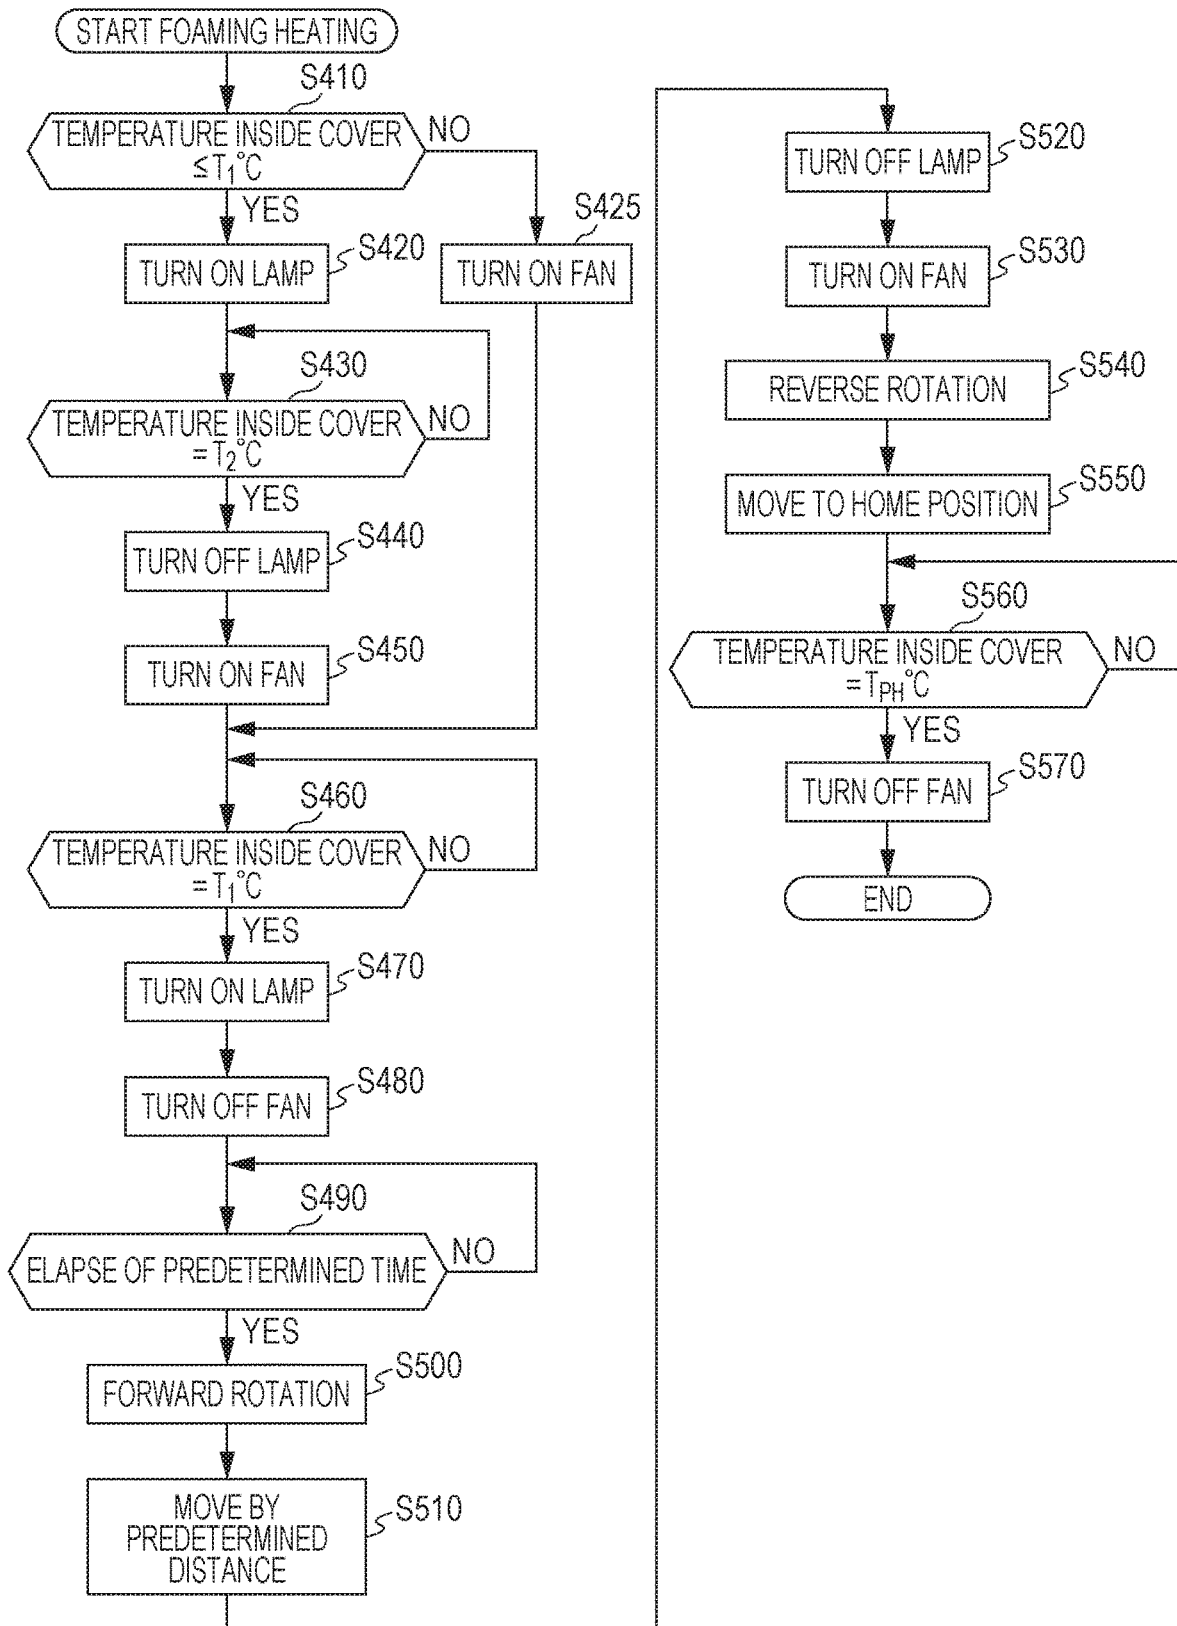 START FOAMING HEATING
S410
TEMPERATURE INSIDE COVER
≤T₁°C
NO
YES
S420
TURN ON LAMP
S425
TURN ON FAN
S430
TEMPERATURE INSIDE COVER
=T₂°C
NO
YES
S440
TURN OFF LAMP
S450
TURN ON FAN
S460
TEMPERATURE INSIDE COVER
=T₁°C
NO
YES
S470
TURN ON LAMP
S480
TURN OFF FAN
S490
ELAPSE OF PREDETERMINED TIME
NO
YES
S500
FORWARD ROTATION
S510
MOVE BY
PREDETERMINED
DISTANCE
S520
TURN OFF LAMP
S530
TURN ON FAN
S540
REVERSE ROTATION
S550
MOVE TO HOME POSITION
S560
TEMPERATURE INSIDE COVER
=T_PH°C
NO
YES
S570
TURN OFF FAN
END